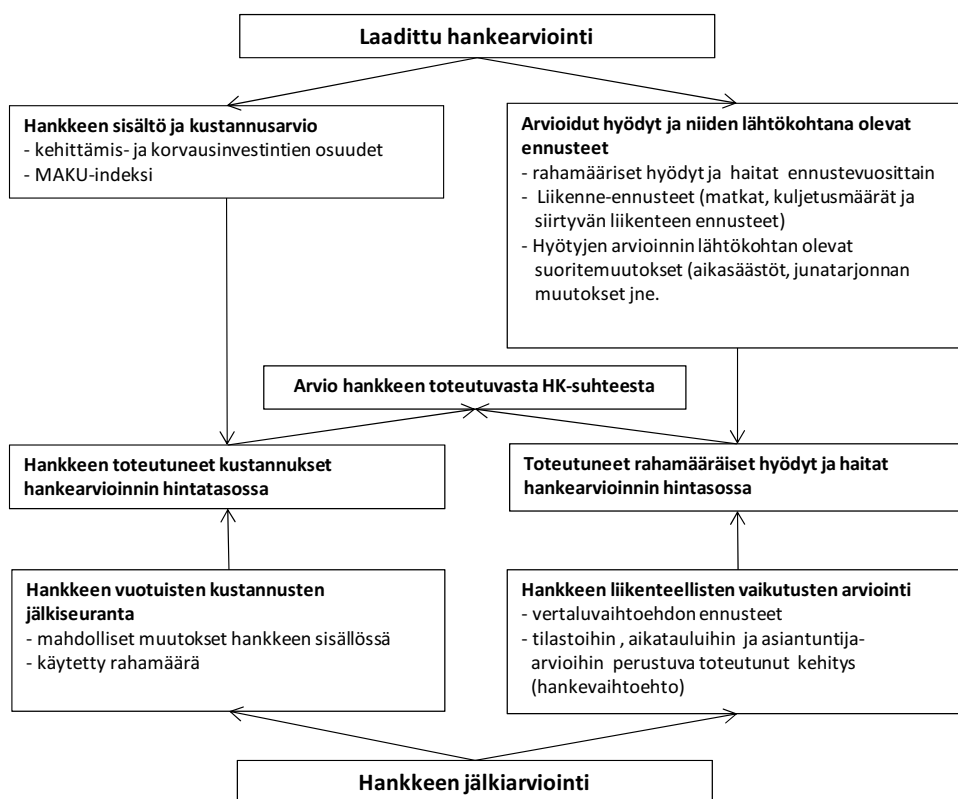 Laadittu hankearviointi
Hankkeen sisältö ja kustannusarvio
- kehittämis- ja korvausinvestintien osuudet
- MAKU-indeksi
Arvioidut hyödyt ja niiden lähtökohtana olevat
ennusteet
- rahamääriset hyödyt ja haitat ennustevuosittain
- Liikenne-ennusteet (matkat, kuljetusmäärät ja
siirtyvän liikenteen ennusteet)
- Hyötyjen arvioinnin lähtökohtan olevat
suoritemuutokset (aikasäästöt, junatarjonnan
muutokset jne.
Arvio hankkeen toteutuvasta HK-suhteesta
Hankkeen toteutuneet kustannukset
hankearvioinnin hintatasossa
Toteutuneet rahamääräiset hyödyt ja haitat
hankearvioinnin hintasossa
Hankkeen vuotuisten kustannusten
jälkiseuranta
- mahdolliset muutokset hankkeen sisällössä
- käytetty rahamäärä
Hankkeen liikenteellisten vaikutusten arviointi
- vertaluvaihtoehdon ennusteet
- tilastoihin , aikatauluihin ja asiantuntija-
arvioihin perustuva toteutunut kehitys
(hankevaihtoehto)
Hankkeen jälkiarviointi